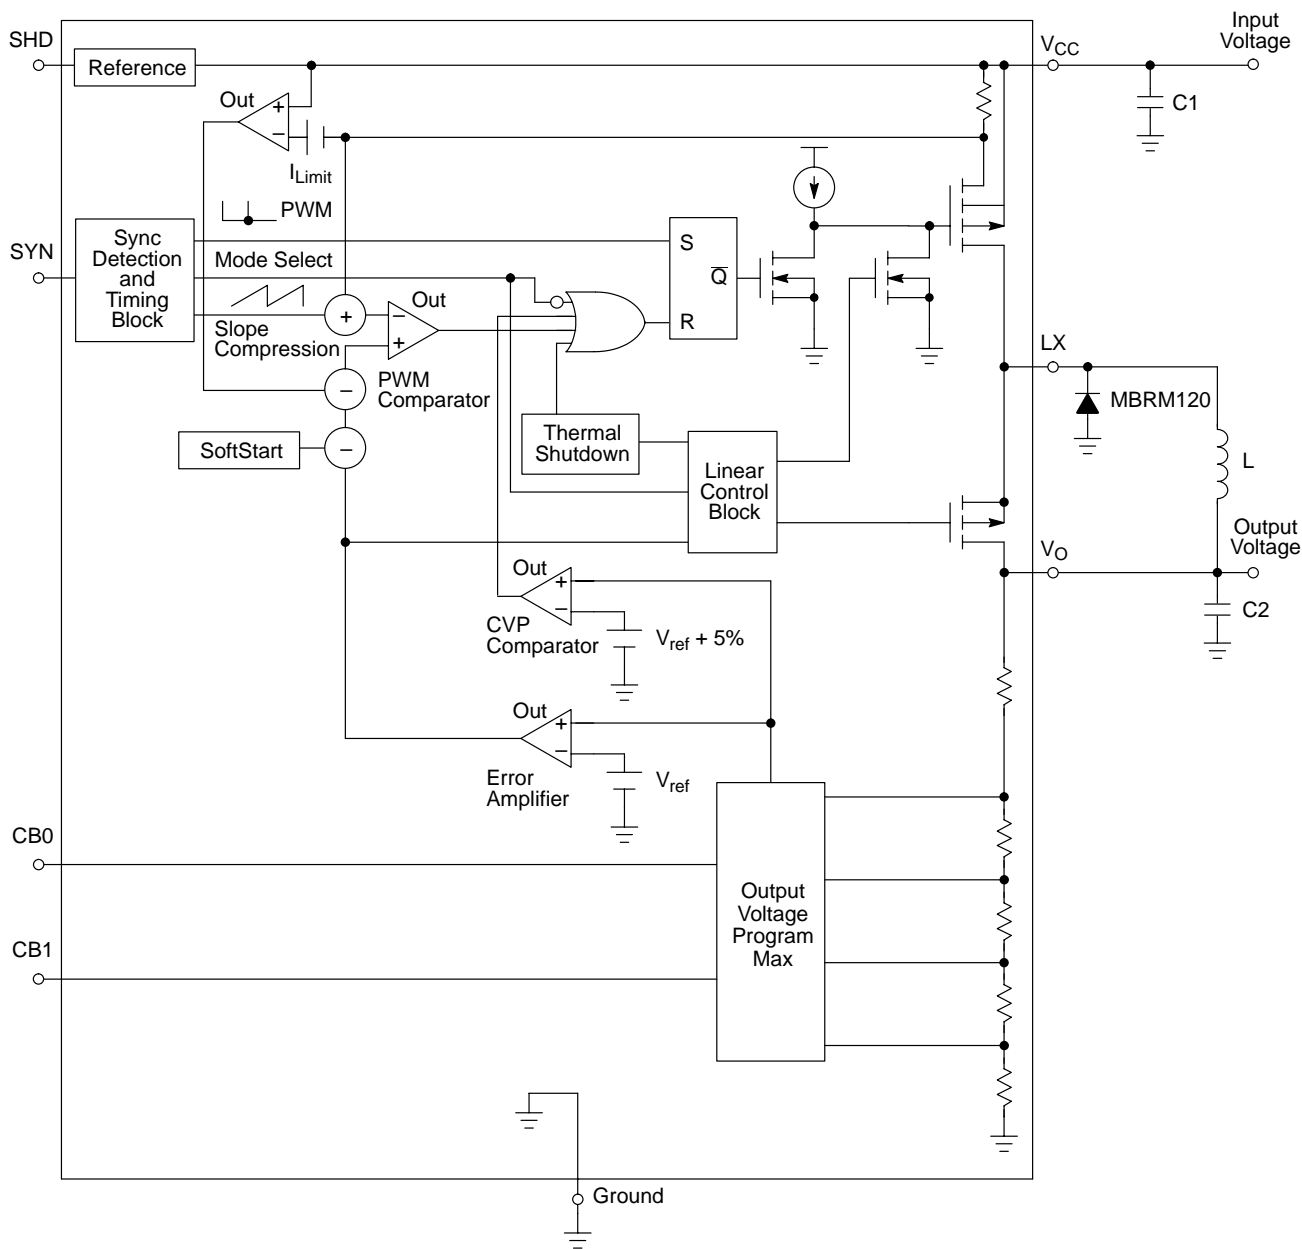 SHD
Reference
VCC
Input
Voltage
Out
+
−
C1
ILimit
PWM
SYN
Sync
Detection
and
Timing
Block
Mode Select
S
Q̅
R
Slope
Compression
+
Out
−
+
PWM
Comparator
−
SoftStart
−
Thermal
Shutdown
Linear
Control
Block
LX
MBRM120
L
VO
Output
Voltage
C2
Out
+
−
CVP
Comparator
Vref + 5%
Out
+
−
Error
Amplifier
Vref
CB0
CB1
Output
Voltage
Program
Max
Ground